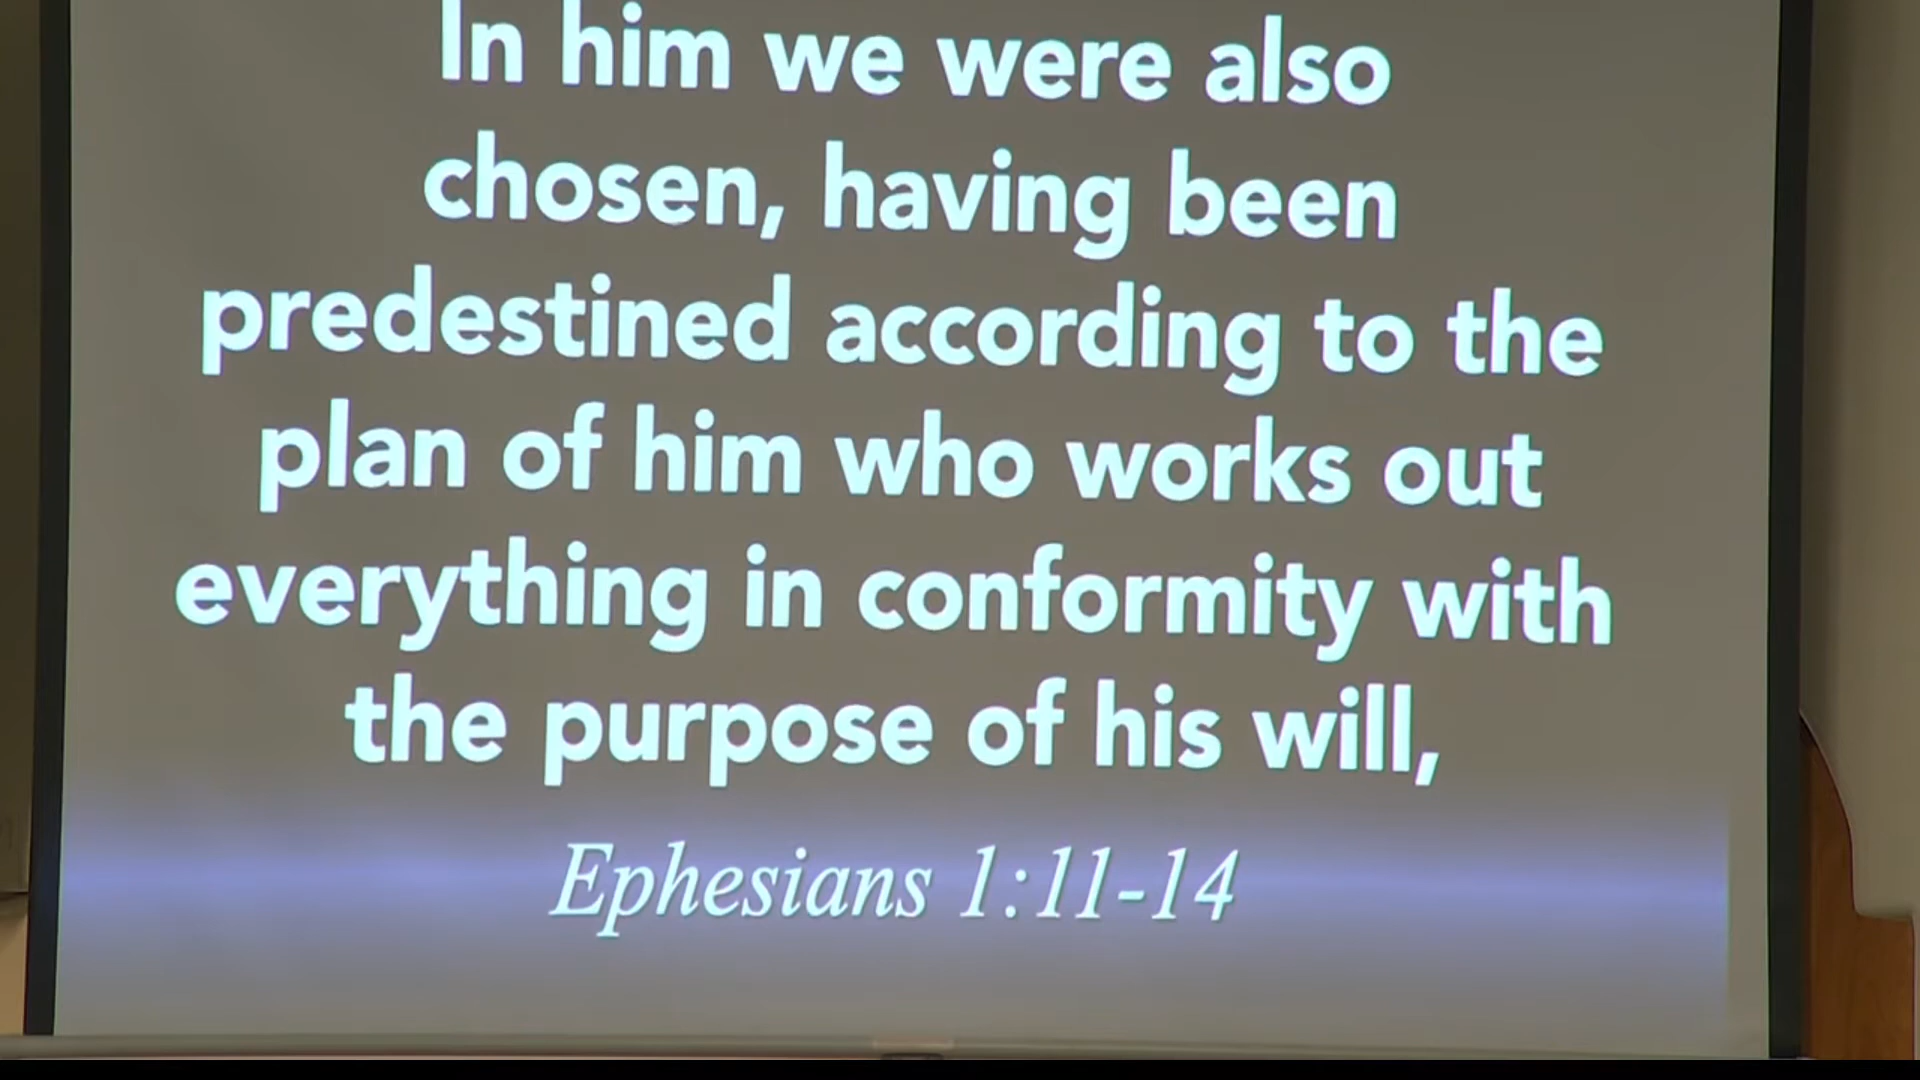 In him we were also
chosen, having been
predestined according to the
plan of him who works out
everything in conformity with
the purpose of his will,
Ephesians 1:11-14